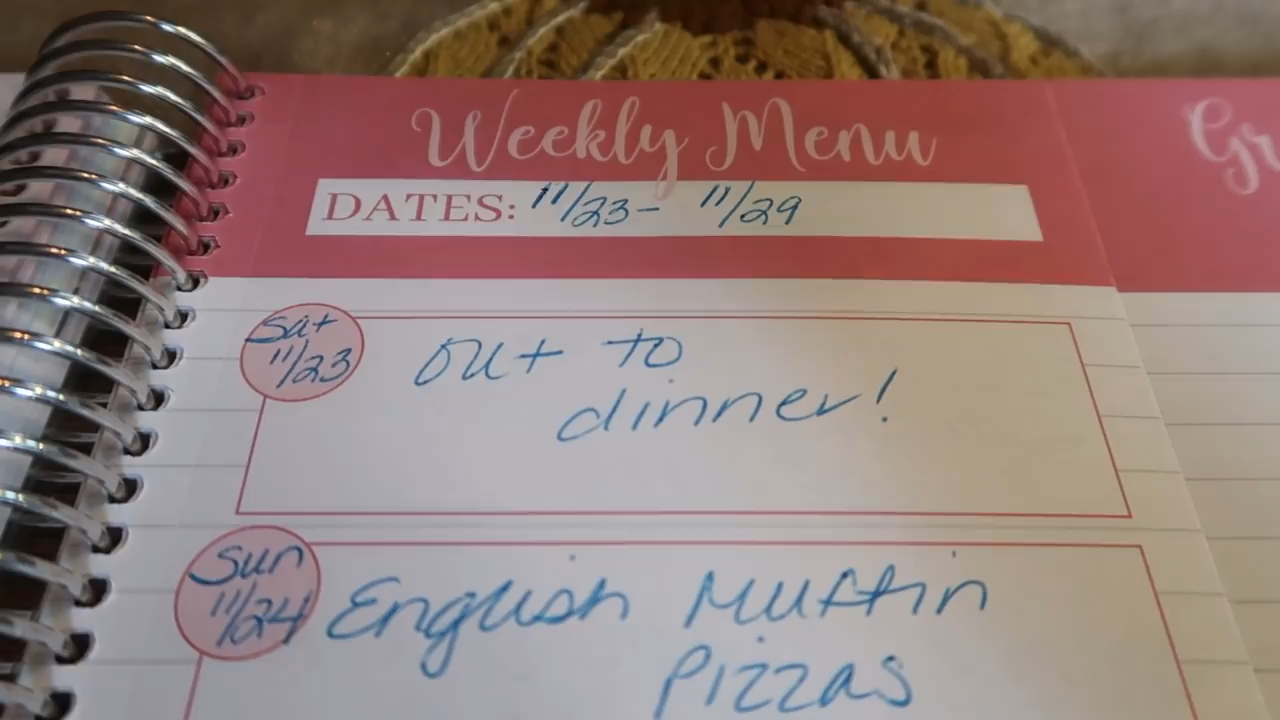 Weekly Menu
Gr
DATES: 11/23 - 11/29
Sat
11/23
out to
dinner!
Sun
11/24
English Muffin
Pizzas